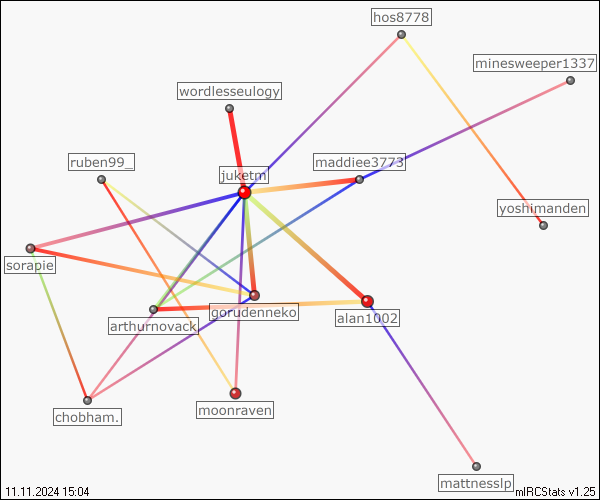 hos8778
minesweeper1337
wordlesseulogy
ruben99_
juketm
maddiee3773
yoshimanden
sorapie
gorudenneko
arthurnovack
alan1002
moonraven
chobham.
mattnesslp
11.11.2024 15:04
mIRCStats v1.25